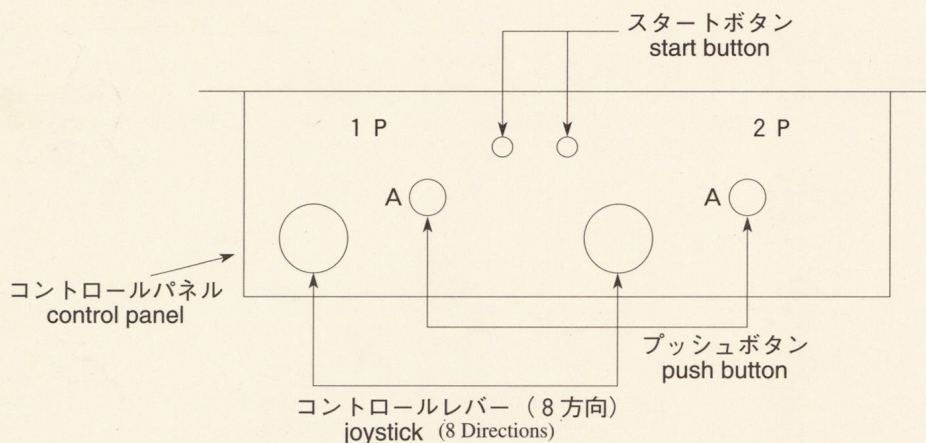 スタートボタン
start button
1 P
2 P
A
A
コントロールパネル
control panel
プッシュボタン
push button
コントロールレバー（8方向）
joystick (8 Directions)